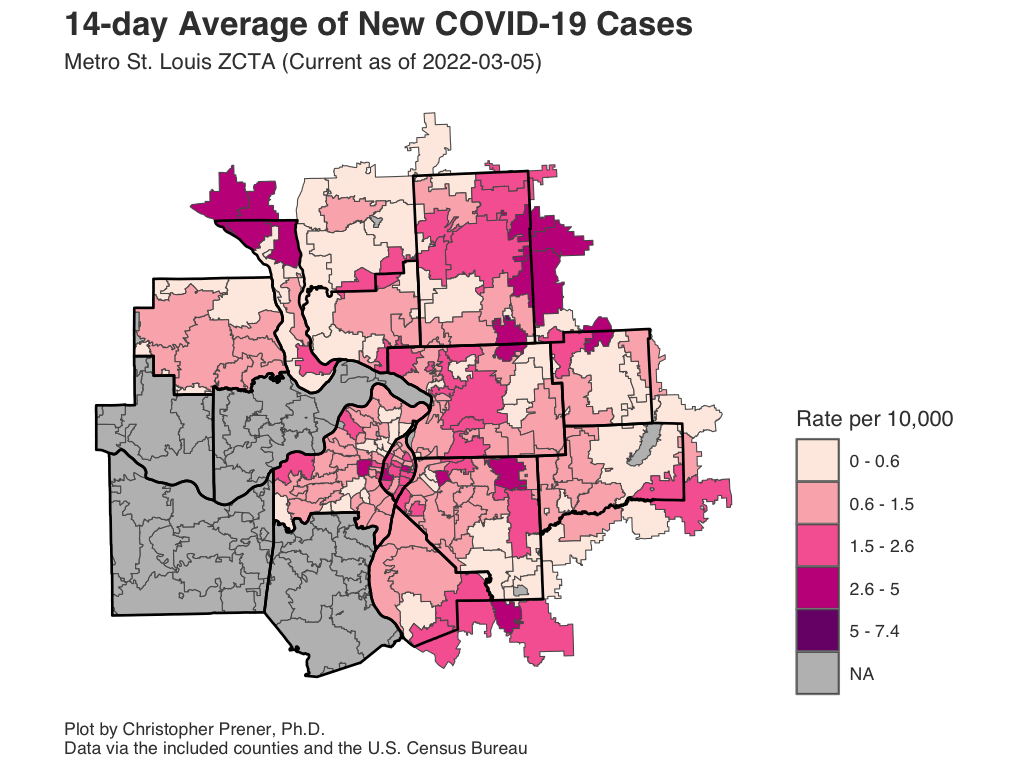 14-day Average of New COVID-19 Cases
Metro St. Louis ZCTA (Current as of 2022-03-05)
Rate per 10,000
0 - 0.6
0.6 - 1.5
1.5 - 2.6
2.6 - 5
5 - 7.4
NA
Plot by Christopher Prener, Ph.D.
Data via the included counties and the U.S. Census Bureau